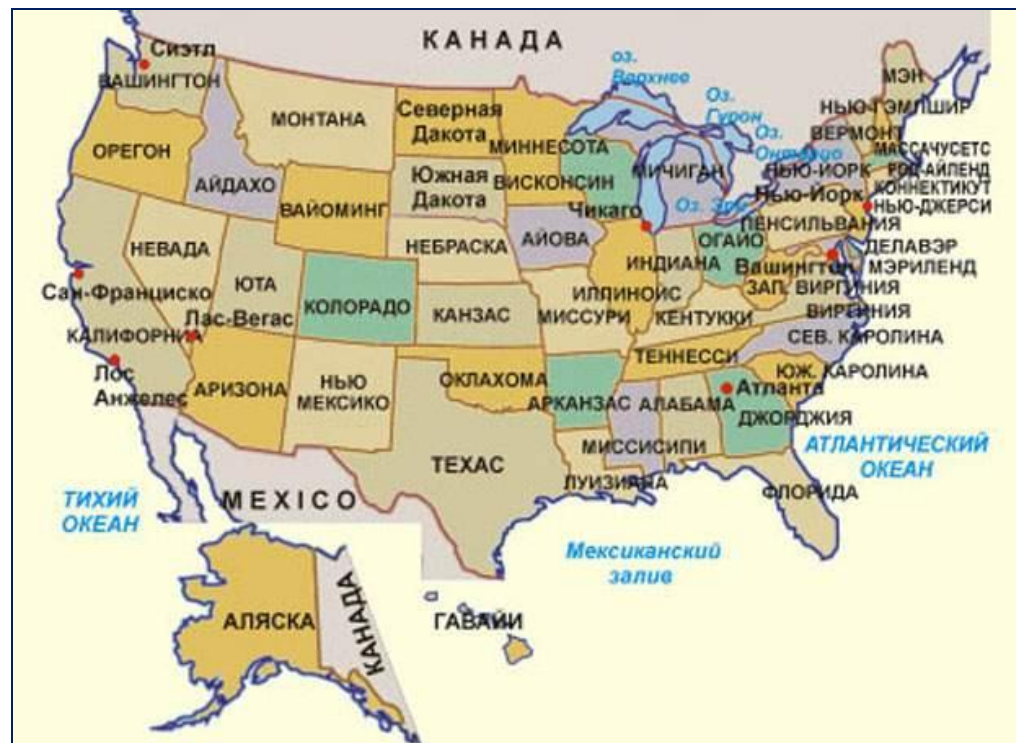 КАНАДА
Сиэтл
ВАШИНГТОН
МОНТАНА
Северная
Дакота
МИННЕСОТА
оз.
Верхнее
Оз.
Гурон
Оз.
Онтарио
МЭН
НЬЮ-ГЭМПШИР
ВЕРМОНТ
МАССАЧУСЕТС
ОРЕГОН
АЙДАХО
ВАЙОМИНГ
Южная
Дакота
ВИСКОНСИН
МИЧИГАН
НЬЮ-ЙОРК
РОД-АЙЛЕНД
КОННЕКТИКУТ
Нью-Йорк
НЬЮ-ДЖЕРСИ
Чикаго
Оз. Эри
ПЕНСИЛЬВАНИЯ
НЕВАДА
НЕБРАСКА
АЙОВА
ОГАЙО
ДЕЛАВЭР
ИНДИАНА
Вашингтон
МЭРИЛЕНД
Сан-Франциско
ЮТА
КОЛОРАДО
ИЛЛИНОИС
ЗАП. ВИРГИНИЯ
КАЛИФОРНИЯ
Лас-Вегас
КАНЗАС
МИССУРИ
КЕНТУККИ
ВИРГИНИЯ
СЕВ. КАРОЛИНА
ТЕННЕССИ
Лос
Анжелес
АРИЗОНА
НЬЮ
МЕКСИКО
ОКЛАХОМА
АРКАНЗАС
АЛАБАМА
ЮЖ. КАРОЛИНА
Атланта
ДЖОРДЖИЯ
МИССИСИПИ
ТЕХАС
ЛУИЗИАНА
ФЛОРИДА
АТЛАНТИЧЕСКИЙ
ОКЕАН
ТИХИЙ
ОКЕАН
MEXICO
Мексиканский
залив
АЛЯСКА
КАНАДА
ГАВАЙИ